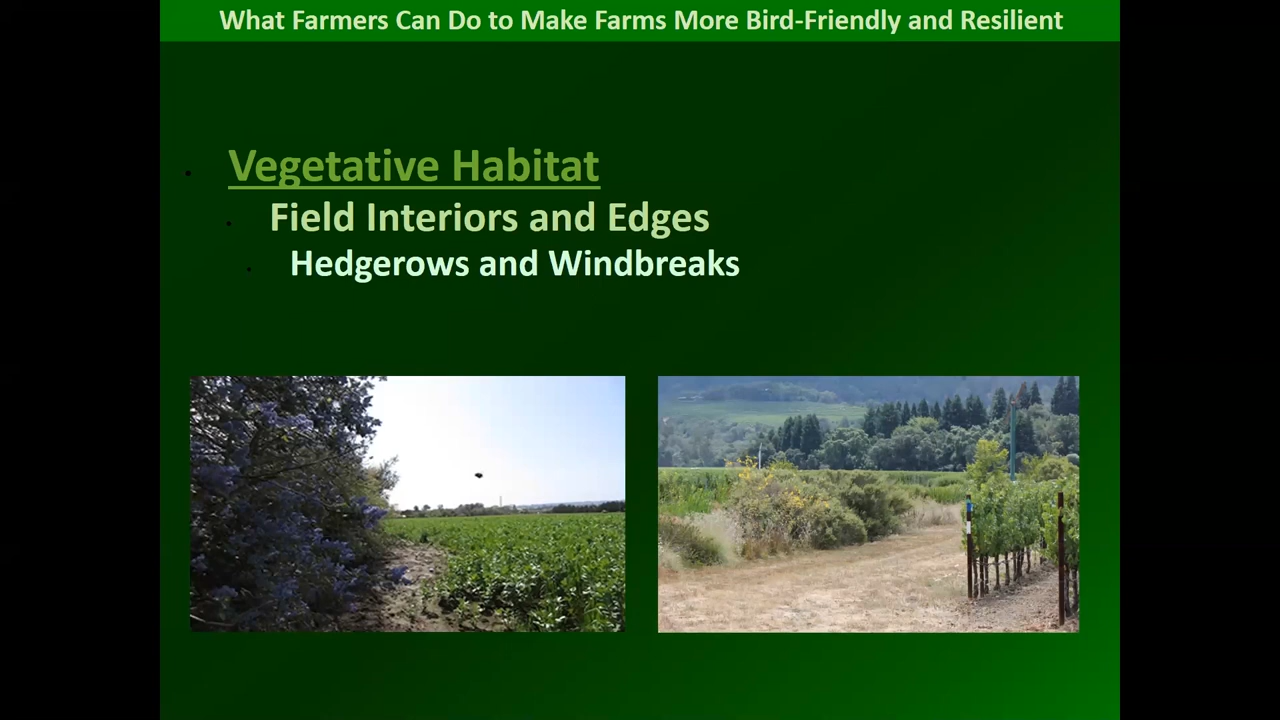 What Farmers Can Do to Make Farms More Bird-Friendly and Resilient
Vegetative Habitat
Field Interiors and Edges
Hedgerows and Windbreaks